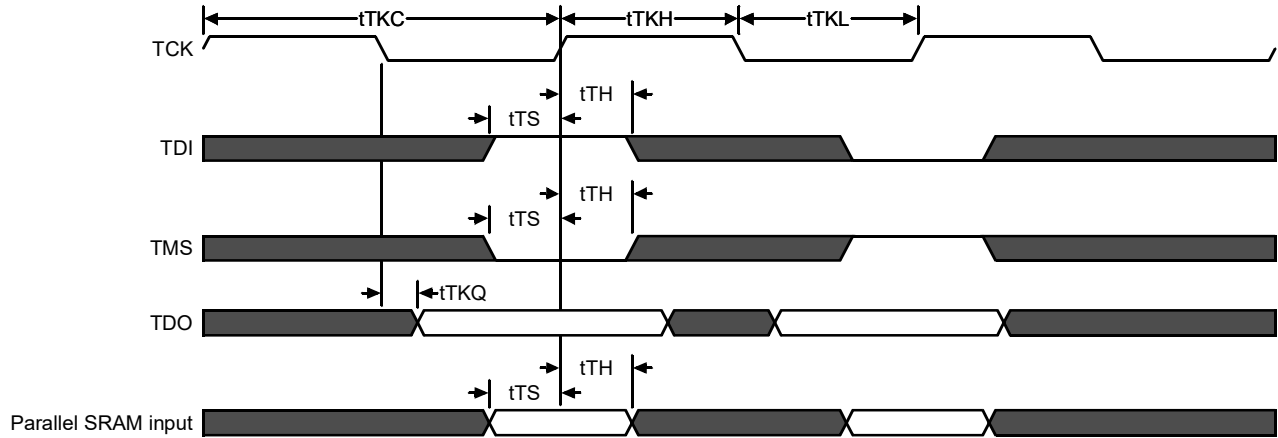 tTKC
tTKH
tTKL
TCK
tTH
tTS
TDI
tTH
tTS
TMS
tTKQ
TDO
tTH
tTS
Parallel SRAM input